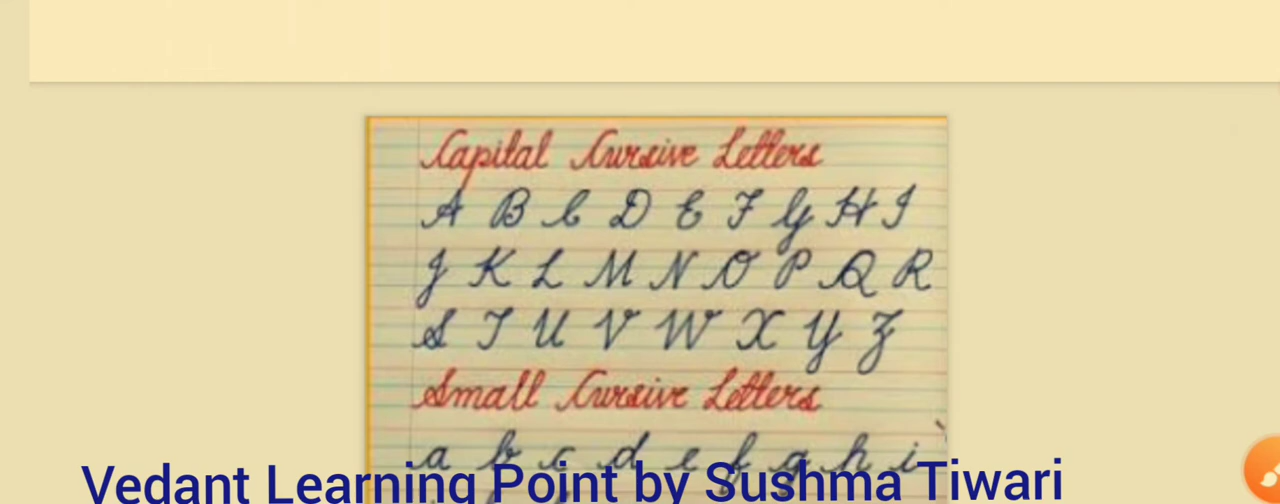 Capital Cursive Letters
A B C D E F G H I
J K L M N O P Q R
S T U V W X Y Z
Small Cursive Letters
a b c d e f g h i
Vedant Learning Point by Sushma Tiwari